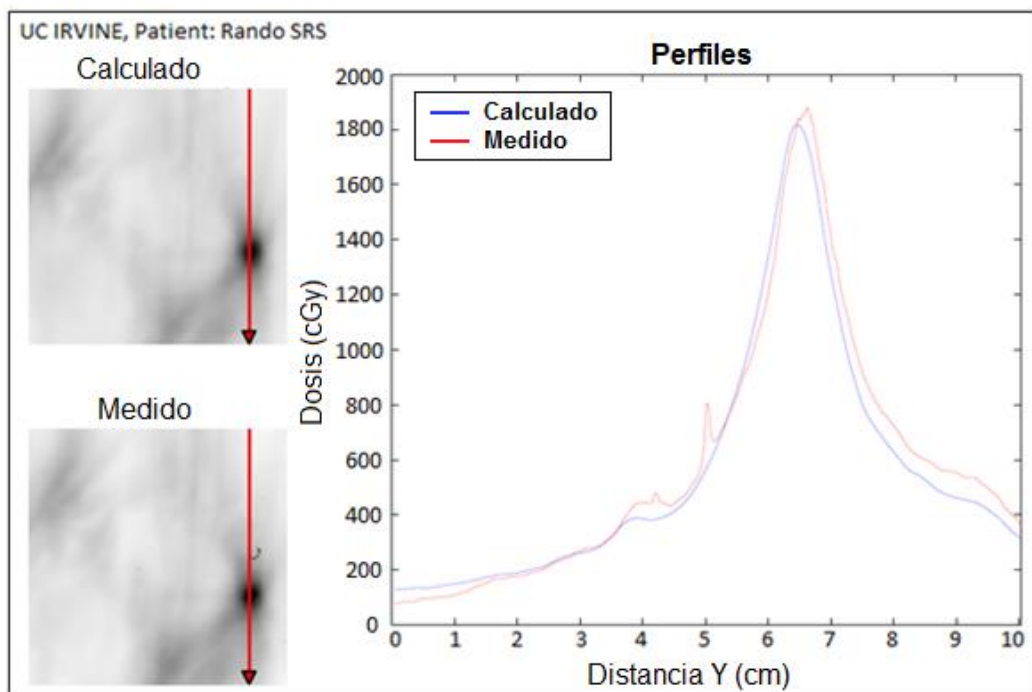 UC IRVINE, Patient: Rando SRS
Calculado
Medido
Perfiles
Calculado
Medido
Dosis (cGy)
2000
1800
1600
1400
1200
1000
800
600
400
200
0
0 1 2 3 4 5 6 7 8 9 10
Distancia Y (cm)